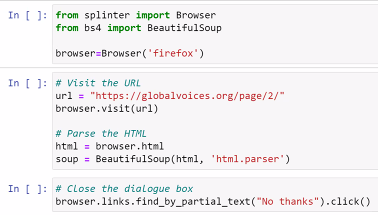 In [ ]: from splinter import Browser
from bs4 import BeautifulSoup
browser=Browser('firefox')
In [ ]: # Visit the URL
url = "https://globalvoices.org/page/2/"
browser.visit(url)
# Parse the HTML
html = browser.html
soup = BeautifulSoup(html, 'html.parser')
In [ ]: # Close the dialogue box
browser.links.find_by_partial_text("No thanks").click()